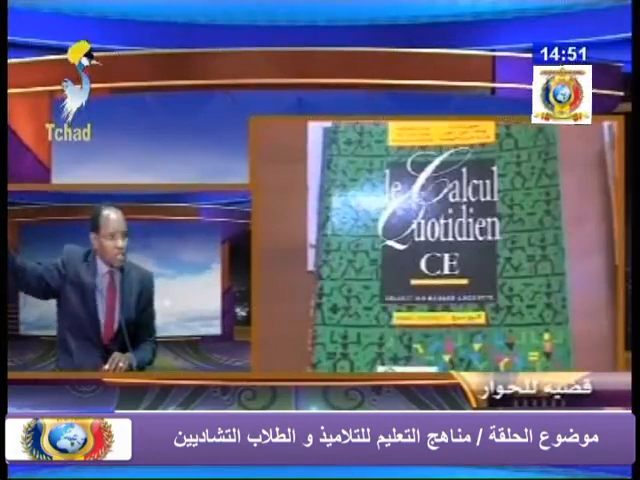 14:51
Tchad
le Calcul
Quotidien
CE
قضية للحوار
موضوع الحلقة / مناهج التعليم للتلاميذ و الطلاب التشاديين